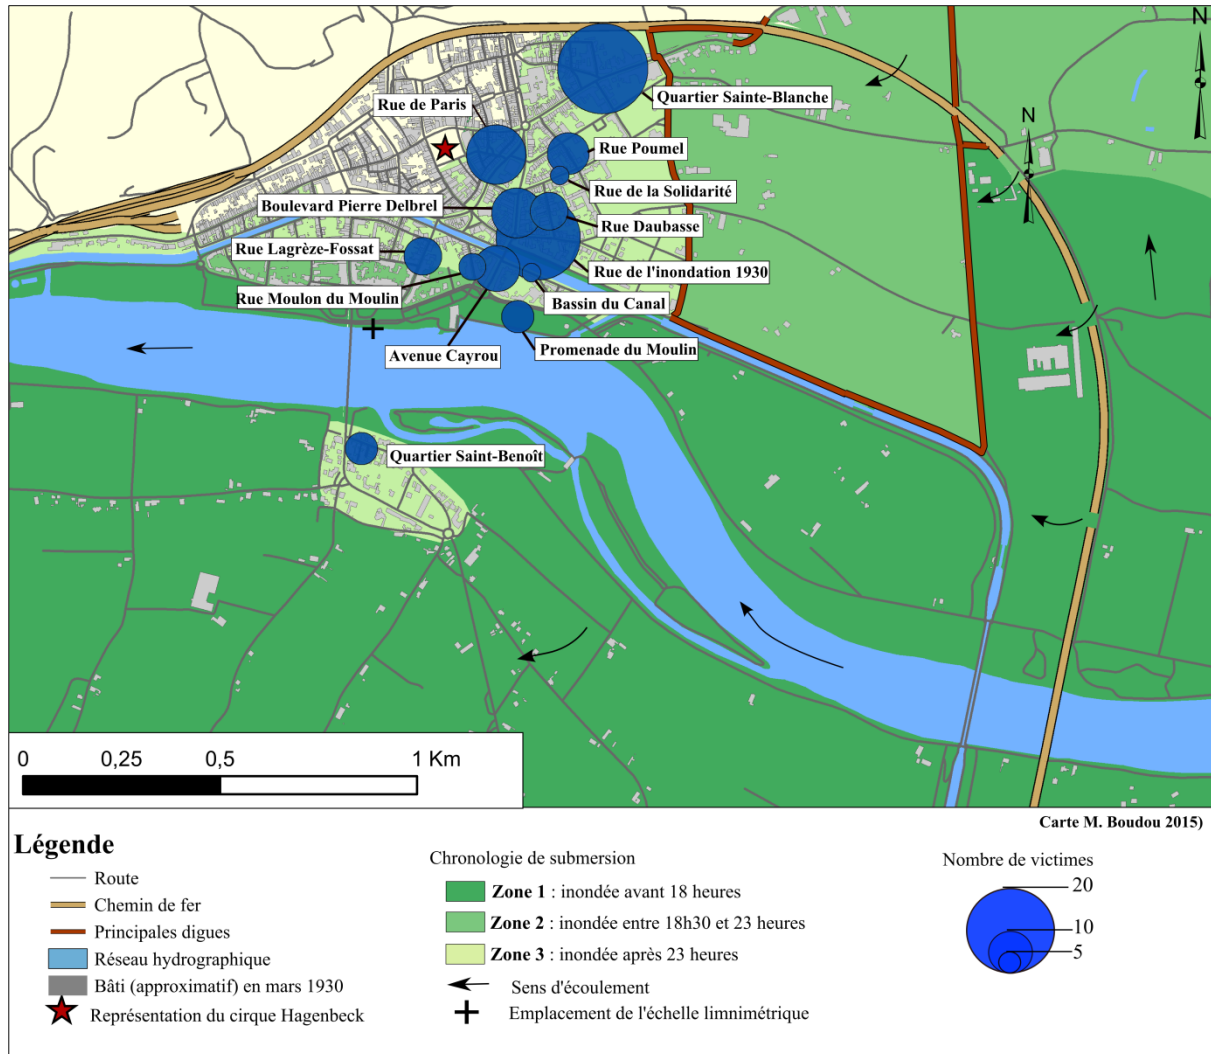 N
N
Quartier Sainte-Blanche
Rue de Paris
Rue Poumel
Rue de la Solidarité
Boulevard Pierre Delbrel
Rue Daubasse
Rue Lagrèze-Fossat
Rue de l'inondation 1930
Rue Moulon du Moulin
Bassin du Canal
Avenue Cayrou
Promenade du Moulin
Quartier Saint-Benoît
0 0,25 0,5 1 Km
Carte M. Boudou 2015)
Légende
Route
Chemin de fer
Principales digues
Réseau hydrographique
Bâti (approximatif) en mars 1930
Représentation du cirque Hagenbeck
Chronologie de submersion
Zone 1 : inondée avant 18 heures
Zone 2 : inondée entre 18h30 et 23 heures
Zone 3 : inondée après 23 heures
Sens d'écoulement
Emplacement de l'échelle limnimétrique
Nombre de victimes
20
10
5